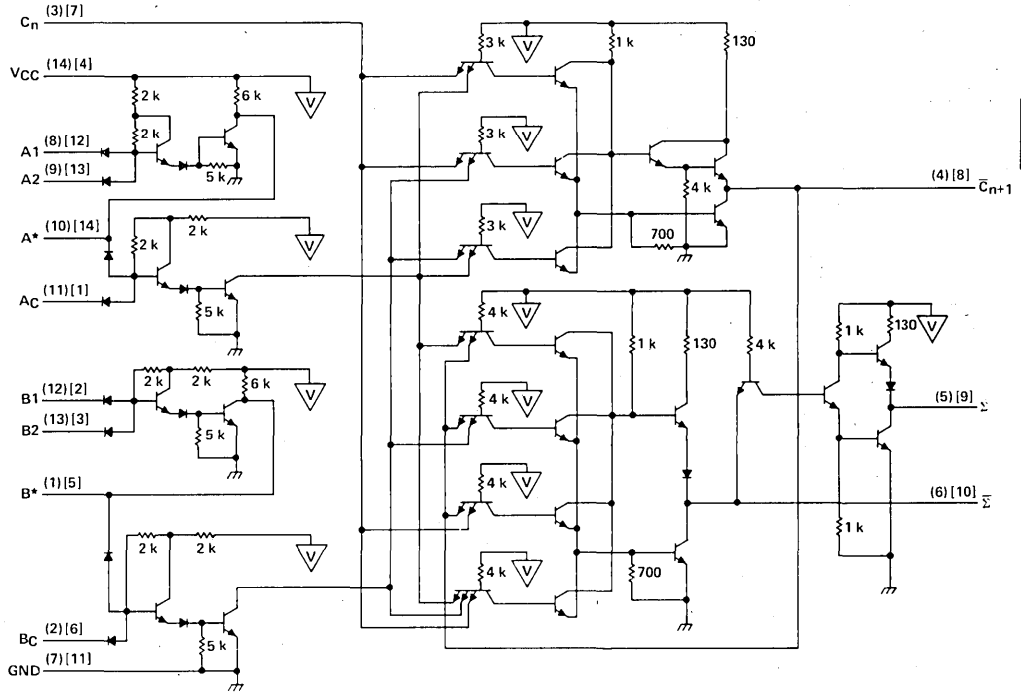 Cn (3)[7]
VCC (14)[4]
A1 (8)[12]
A2 (9)[13]
A* (10)[14]
AC (11)[1]
B1 (12)[2]
B2 (13)[3]
B* (1)[5]
BC (2)[6]
GND (7)[11]
2 k
2 k
6 k
5 k
V
2 k
2 k
5 k
V
2 k
2 k
6 k
5 k
V
2 k
2 k
5 k
V
3 k
V
1 k
130
3 k
V
4 k
3 k
V
700
(4)[8] C̅n+1
4 k
V
1 k
130
4 k
4 k
V
4 k
V
4 k
V
700
1 k
130
V
1 k
(5)[9] Σ
(6)[10] Σ̅